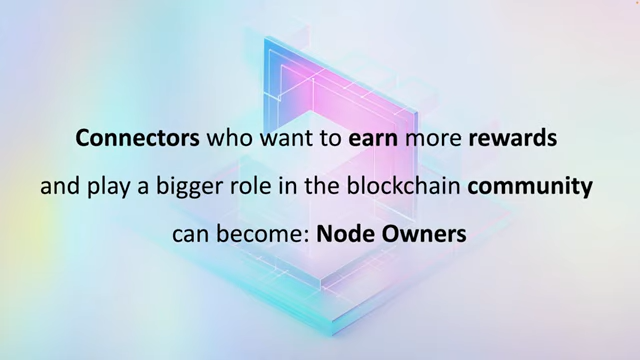 Connectors who want to earn more rewards
and play a bigger role in the blockchain community
can become: Node Owners